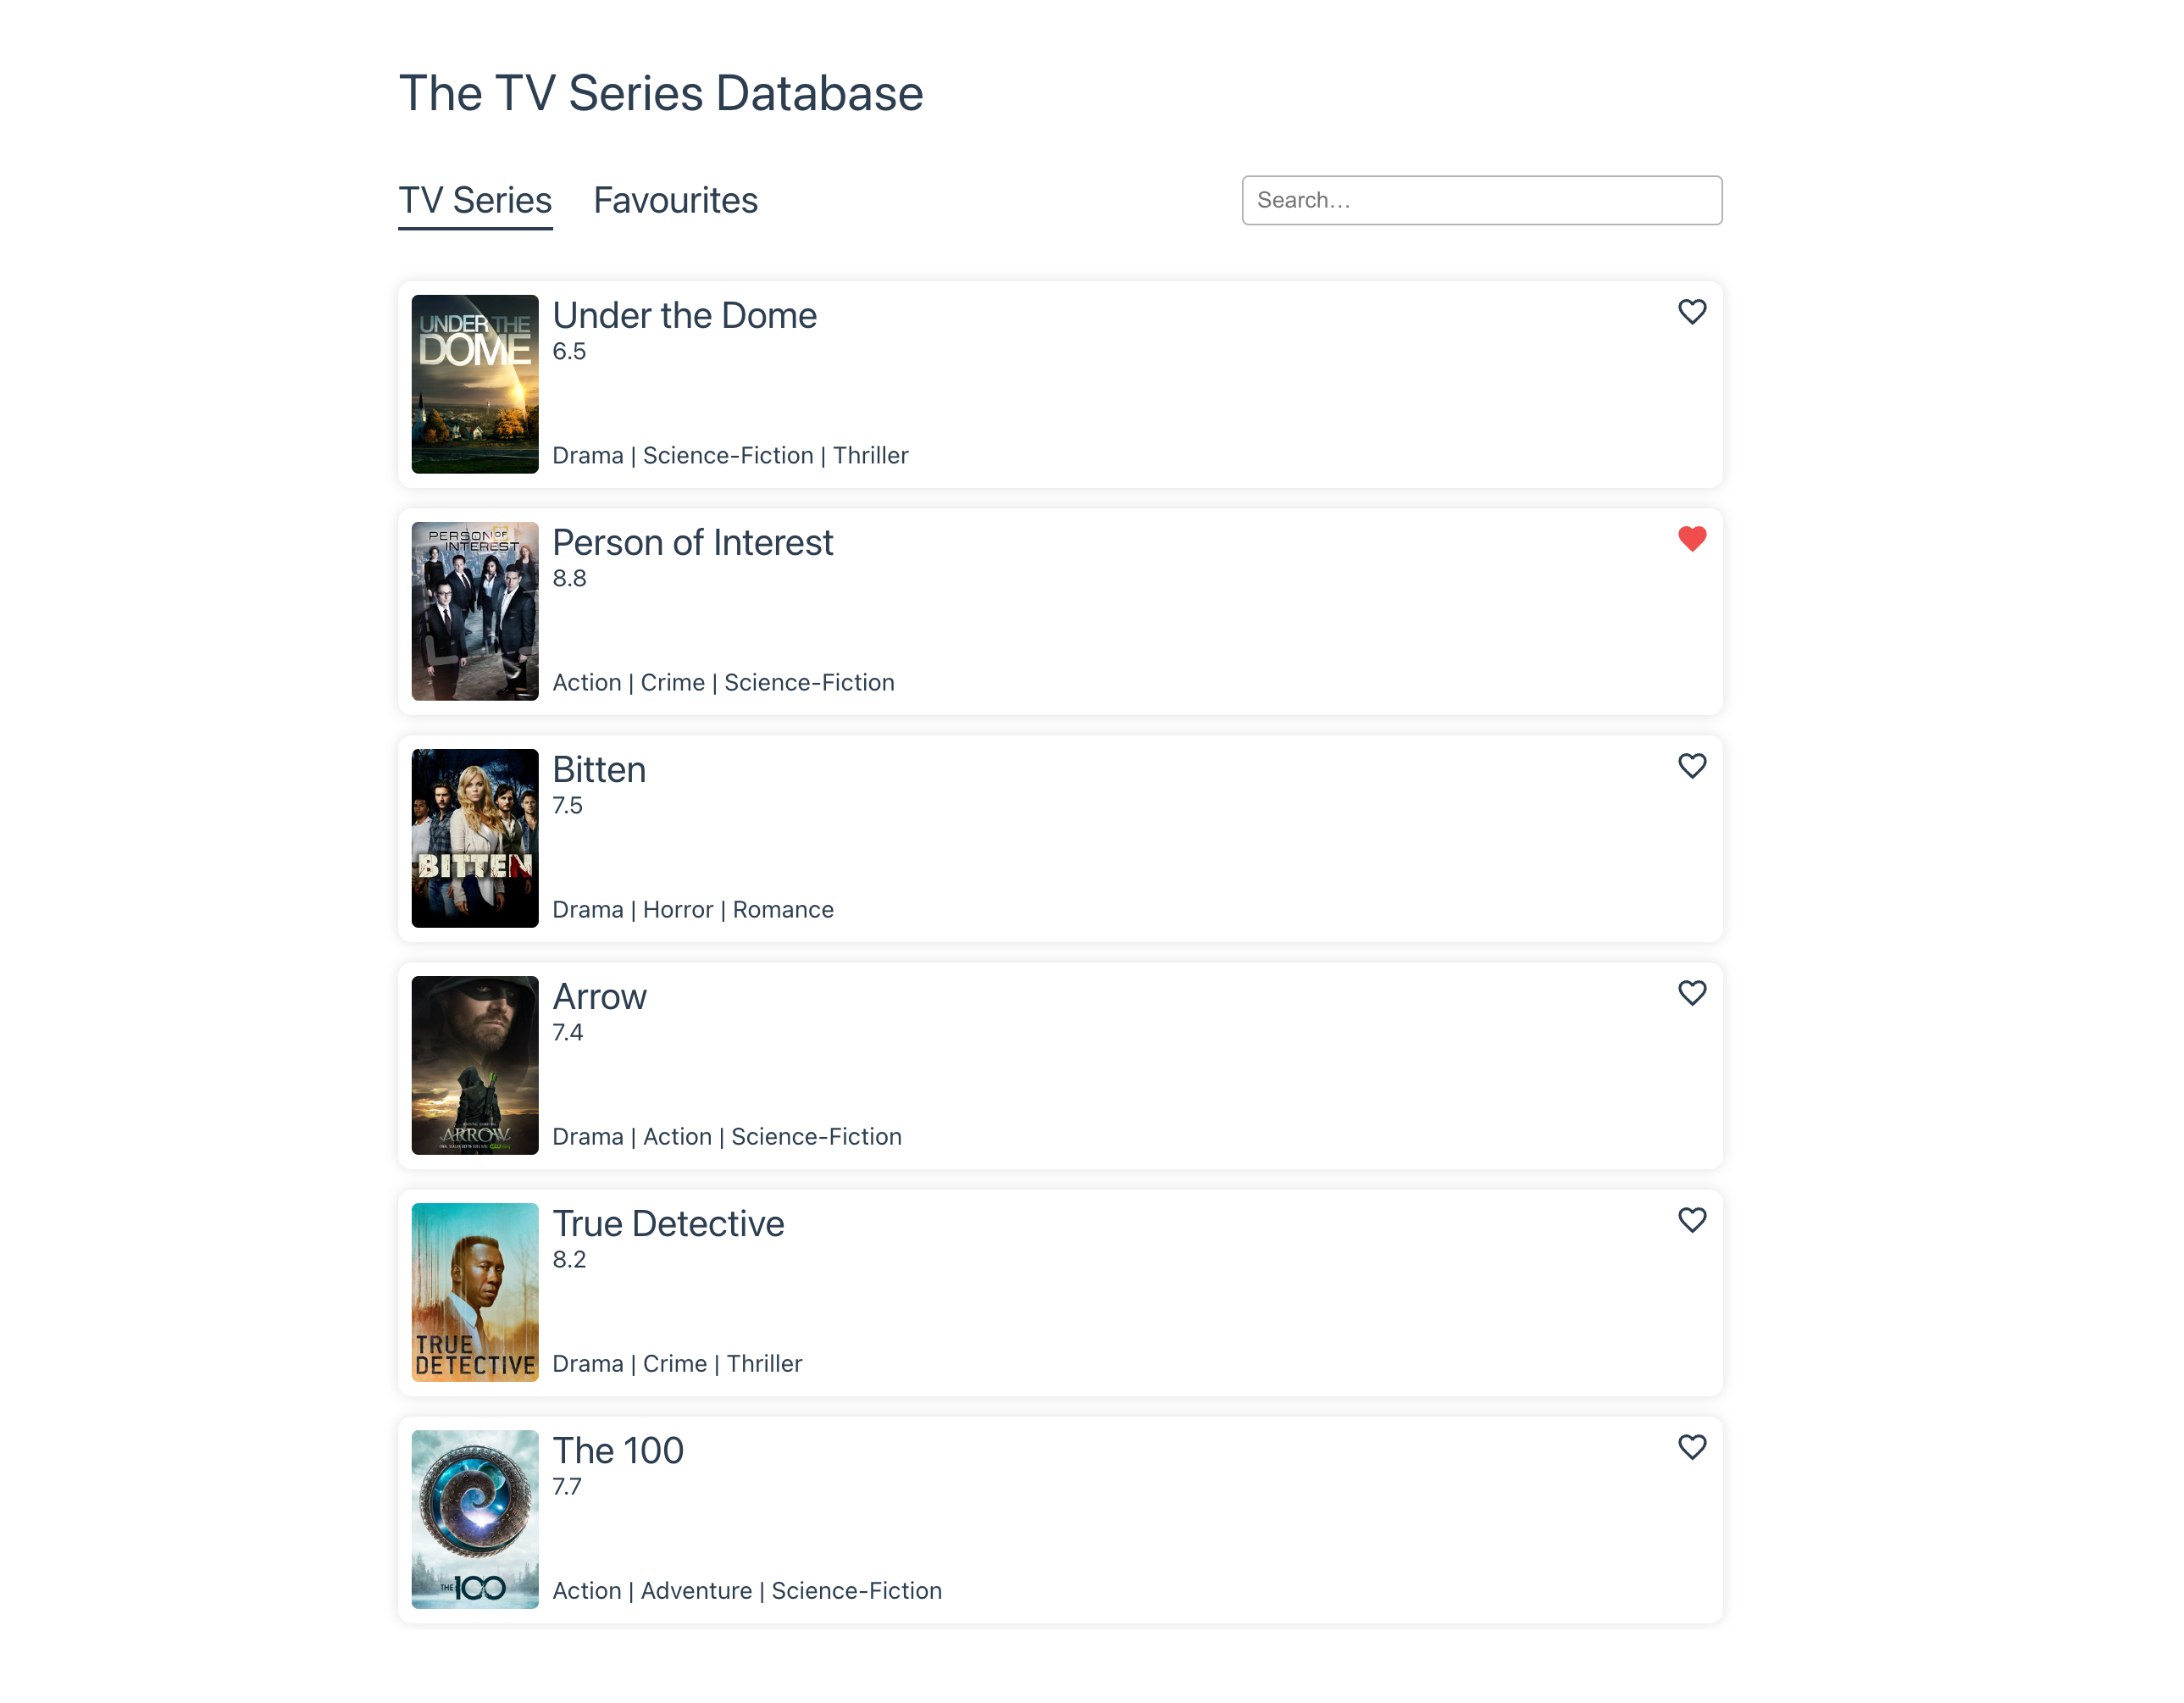 The TV Series Database
TV Series Favourites Search...
UNDER THE
DOME
Under the Dome
6.5
Drama | Science-Fiction | Thriller
PERSON OF
INTEREST
Person of Interest
8.8
Action | Crime | Science-Fiction
BITTEN
Bitten
7.5
Drama | Horror | Romance
ARROW
Arrow
7.4
Drama | Action | Science-Fiction
TRUE
DETECTIVE
True Detective
8.2
Drama | Crime | Thriller
THE 100
The 100
7.7
Action | Adventure | Science-Fiction